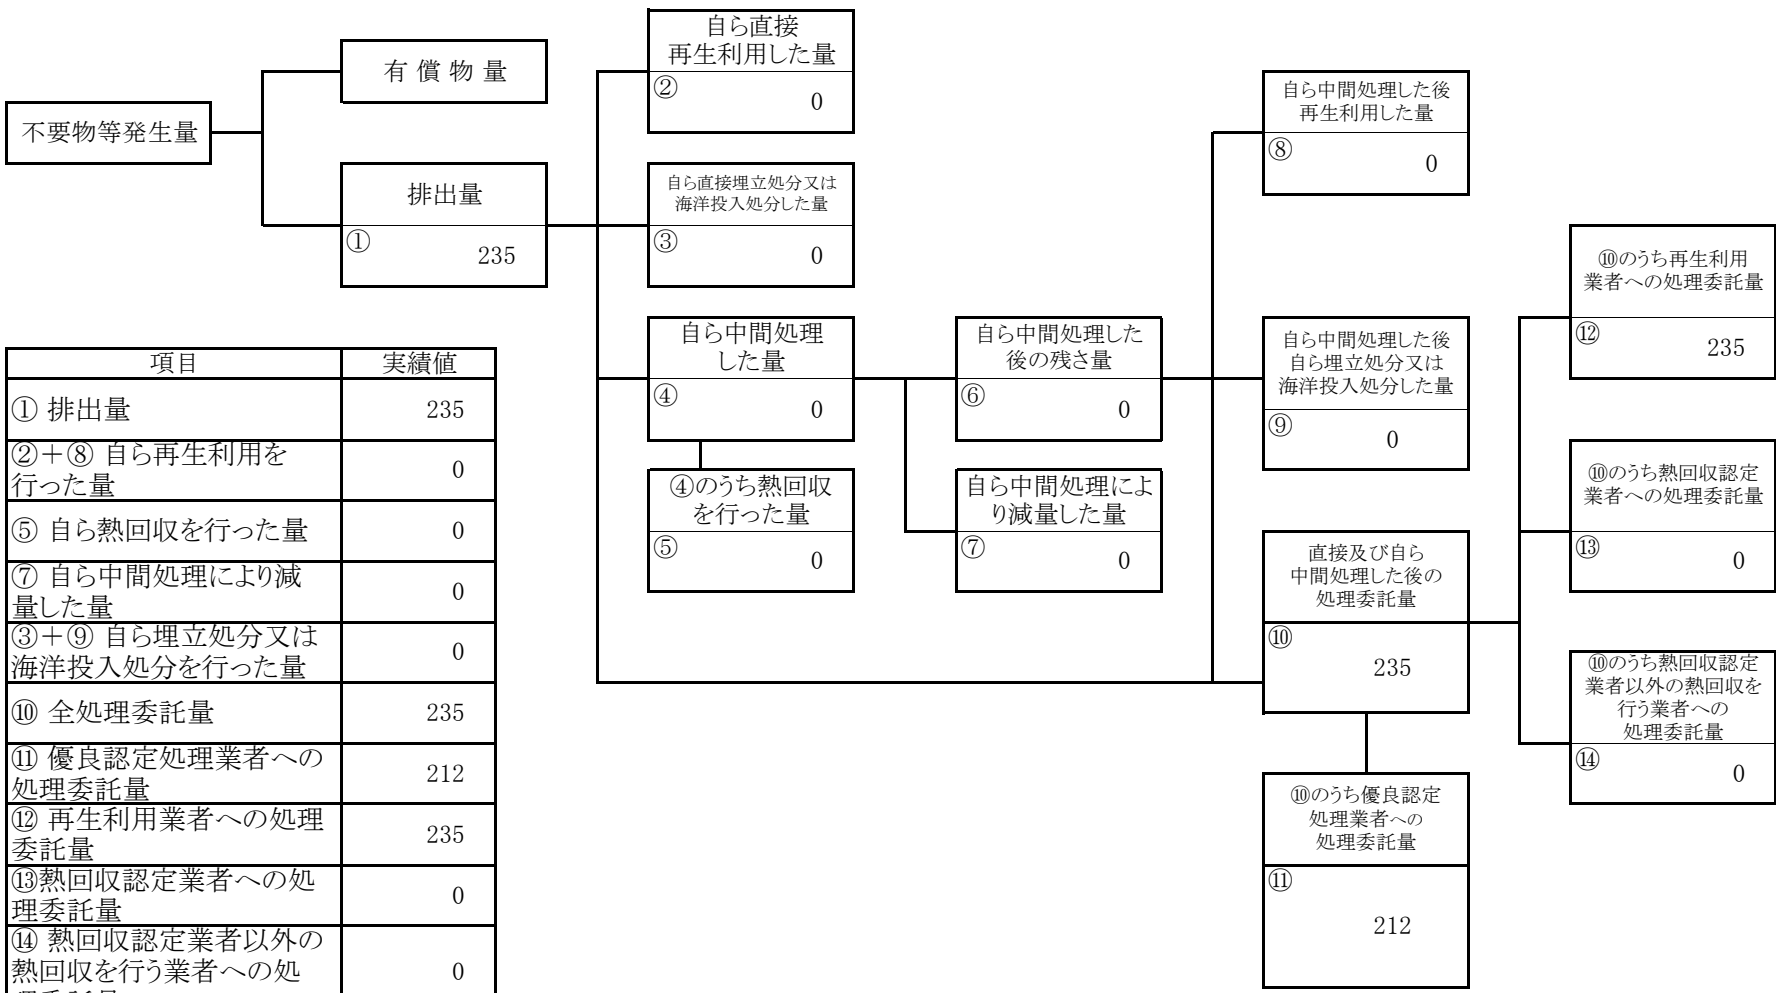 不要物等発生量
有 償 物 量
排出量
①
235
自ら直接
再生利用した量
②
0
自ら直接埋立処分又は
海洋投入処分した量
③
0
自ら中間処理
した量
④
0
④のうち熱回収
を行った量
⑤
0
自ら中間処理した
後の残さ量
⑥
0
自ら中間処理によ
り減量した量
⑦
0
自ら中間処理した後
再生利用した量
⑧
0
自ら中間処理した後
自ら埋立処分又は
海洋投入処分した量
⑨
0
直接及び自ら
中間処理した後の
処理委託量
⑩
235
⑩のうち優良認定
処理業者への
処理委託量
⑪
212
⑩のうち再生利用
業者への処理委託量
⑫
235
⑩のうち熱回収認定
業者への処理委託量
⑬
0
⑩のうち熱回収認定
業者以外の熱回収を
行う業者への
処理委託量
⑭
0
項目 実績値
① 排出量 235
②＋⑧ 自ら再生利用を
行った量 0
⑤ 自ら熱回収を行った量 0
⑦ 自ら中間処理により減
量した量 0
③＋⑨ 自ら埋立処分又は
海洋投入処分を行った量 0
⑩ 全処理委託量 235
⑪ 優良認定処理業者への
処理委託量 212
⑫ 再生利用業者への処理
委託量 235
⑬熱回収認定業者への処
理委託量 0
⑭ 熱回収認定業者以外の
熱回収を行う業者への処 0